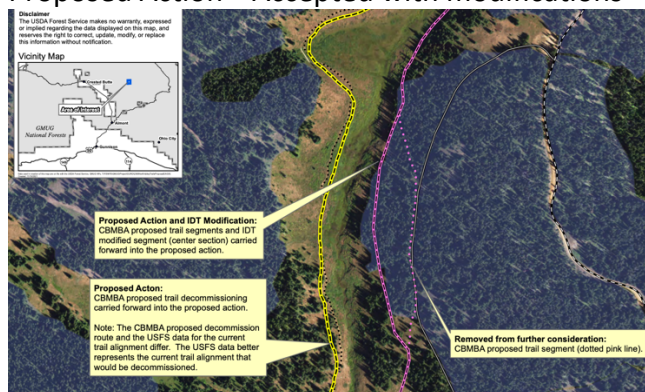 Proposed Action - Accepted with modifications
Disclaimer
The USDA Forest Service makes no warranty, expressed
or implied regarding the data displayed on this map, and
reserves the right to correct, update, modify, or replace
this information without notification.
Vicinity Map
Crested Butte
Area of Interest
Almont
GMUG
National Forests
Ohio City
Gunnison
Proposed Action and IDT Modification:
CBMBA proposed trail segments and IDT
modified segment (center section) carried
forward into the proposed action.
Proposed Acton:
CBMBA proposed trail decommissioning
carried forward into the proposed action.
Note: The CBMBA proposed decommission
route and the USFS data for the current
trail alignment differ. The USFS data better
represents the current trail alignment that
would be decommissioned.
Removed from further consideration:
CBMBA proposed trail segment (dotted pink line).